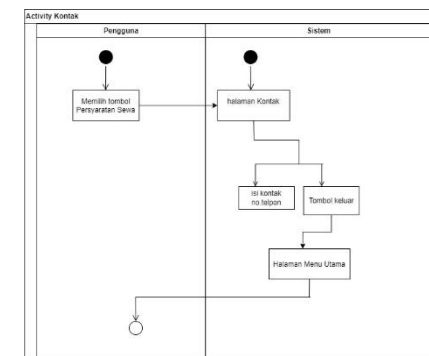 Activity Kontak
Pengguna
Sistem
Memilih tombol
Persyaratan Sewa
halaman Kontak
isi kontak
no.telpon
Tombol keluar
Halaman Menu Utama